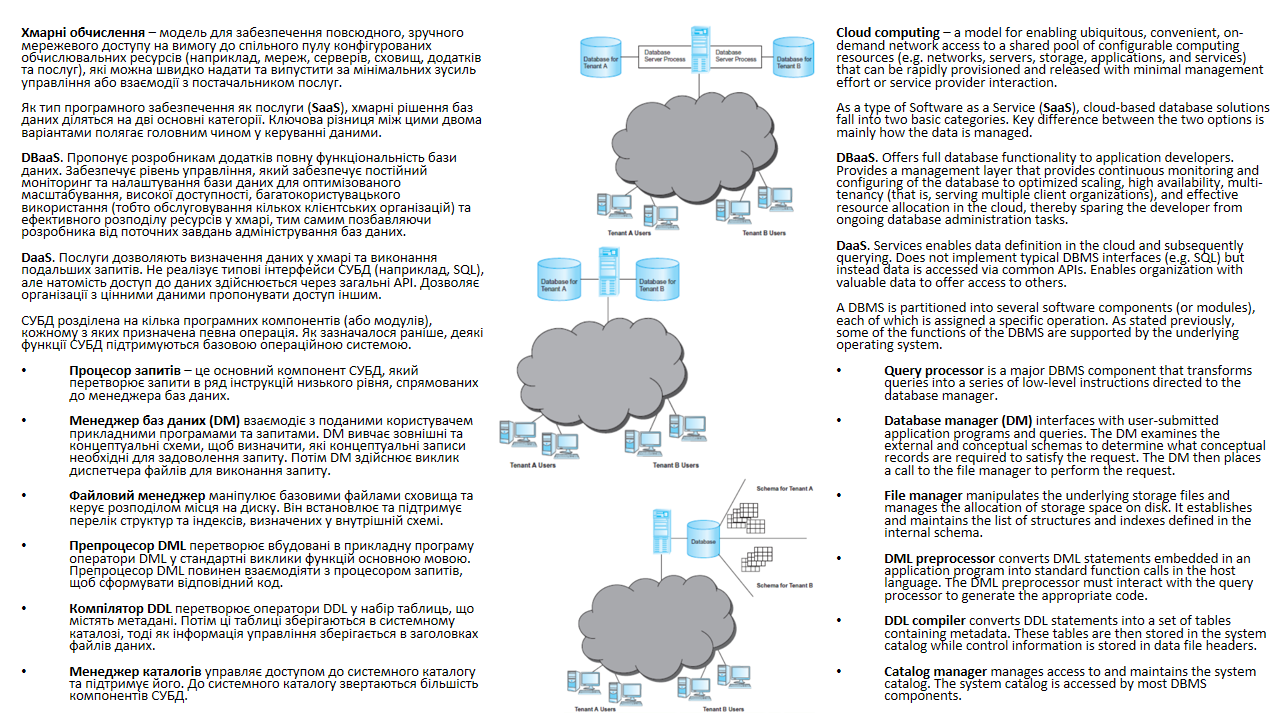 Хмарні обчислення – модель для забезпечення повсюдного, зручного
мережевого доступу на вимогу до спільного пулу конфігурованих
обчислювальних ресурсів (наприклад, мереж, серверів, сховищ, додатків
та послуг), які можна швидко надати та випустити за мінімальних зусиль
управління або взаємодії з постачальником послуг.
Як тип програмного забезпечення як послуги (SaaS), хмарні рішення баз
даних діляться на дві основні категорії. Ключова різниця між цими двома
варіантами полягає головним чином у керуванні даними.
DBaaS. Пропонує розробникам додатків повну функціональність бази
даних. Забезпечує рівень управління, який забезпечує постійний
моніторинг та налаштування бази даних для оптимізованого
масштабування, високої доступності, багатокористувацького
використання (тобто обслуговування кількох клієнтських організацій) та
ефективного розподілу ресурсів у хмарі, тим самим позбавляючи
розробника від поточних завдань адміністрування баз даних.
DaaS. Послуги дозволяють визначення даних у хмарі та виконання
подальших запитів. Не реалізує типові інтерфейси СУБД (наприклад, SQL),
але натомість доступ до даних здійснюється через загальні API. Дозволяє
організації з цінними даними пропонувати доступ іншим.
СУБД розділена на кілька програмних компонентів (або модулів),
кожному з яких призначена певна операція. Як зазначалося раніше, деякі
функції СУБД підтримуються базовою операційною системою.
• Процесор запитів – це основний компонент СУБД, який
перетворює запити в ряд інструкцій низького рівня, спрямованих
до менеджера баз даних.
• Менеджер баз даних (DM) взаємодіє з поданими користувачем
прикладними програмами та запитами. DM вивчає зовнішні та
концептуальні схеми, щоб визначити, які концептуальні записи
необхідні для задоволення запиту. Потім DM здійснює виклик
диспетчера файлів для виконання запиту.
• Файловий менеджер маніпулює базовими файлами сховища та
керує розподілом місця на диску. Він встановлює та підтримує
перелік структур та індексів, визначених у внутрішній схемі.
• Препроцесор DML перетворює вбудовані в прикладну програму
оператори DML у стандартні виклики функцій основною мовою.
Препроцесор DML повинен взаємодіяти з процесором запитів,
щоб сформувати відповідний код.
• Компілятор DDL перетворює оператори DDL у набір таблиць, що
містять метадані. Потім ці таблиці зберігаються в системному
каталозі, тоді як інформація управління зберігається в заголовках
файлів даних.
• Менеджер каталогів управляє доступом до системного каталогу
та підтримує його. До системного каталогу звертаються більшість
компонентів СУБД.
Database for
Tenant A
Database
Server Process
Database
Server Process
Database for
Tenant B
Tenant A Users
Tenant B Users
Database for
Tenant A
Database for
Tenant B
Tenant A Users
Tenant B Users
Schema for Tenant A
Database
Schema for Tenant B
Tenant A Users
Tenant B Users
Cloud computing – a model for enabling ubiquitous, convenient, on-
demand network access to a shared pool of configurable computing
resources (e.g. networks, servers, storage, applications, and services)
that can be rapidly provisioned and released with minimal management
effort or service provider interaction.
As a type of Software as a Service (SaaS), cloud-based database solutions
fall into two basic categories. Key difference between the two options is
mainly how the data is managed.
DBaaS. Offers full database functionality to application developers.
Provides a management layer that provides continuous monitoring and
configuring of the database to optimized scaling, high availability, multi-
tenancy (that is, serving multiple client organizations), and effective
resource allocation in the cloud, thereby sparing the developer from
ongoing database administration tasks.
DaaS. Services enables data definition in the cloud and subsequently
querying. Does not implement typical DBMS interfaces (e.g. SQL) but
instead data is accessed via common APIs. Enables organization with
valuable data to offer access to others.
A DBMS is partitioned into several software components (or modules),
each of which is assigned a specific operation. As stated previously,
some of the functions of the DBMS are supported by the underlying
operating system.
• Query processor is a major DBMS component that transforms
queries into a series of low-level instructions directed to the
database manager.
• Database manager (DM) interfaces with user-submitted
application programs and queries. The DM examines the
external and conceptual schemas to determine what conceptual
records are required to satisfy the request. The DM then places
a call to the file manager to perform the request.
• File manager manipulates the underlying storage files and
manages the allocation of storage space on disk. It establishes
and maintains the list of structures and indexes defined in the
internal schema.
• DML preprocessor converts DML statements embedded in an
application program into standard function calls in the host
language. The DML preprocessor must interact with the query
processor to generate the appropriate code.
• DDL compiler converts DDL statements into a set of tables
containing metadata. These tables are then stored in the system
catalog while control information is stored in data file headers.
• Catalog manager manages access to and maintains the system
catalog. The system catalog is accessed by most DBMS
components.